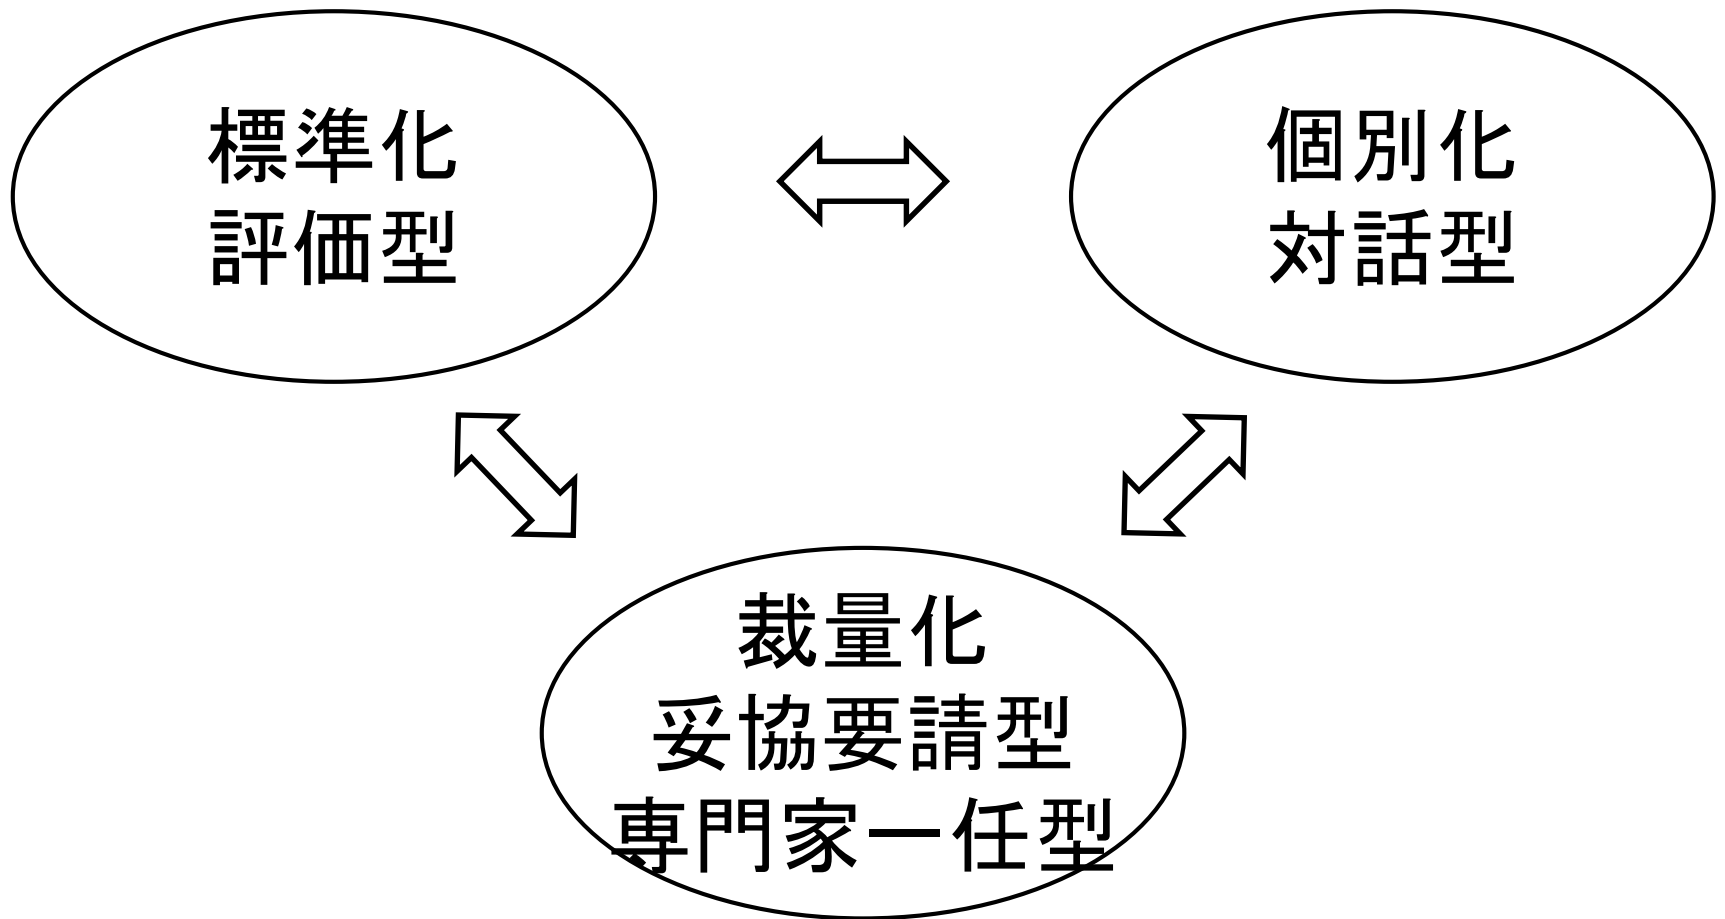 標準化
評価型
個別化
対話型
裁量化
妥協要請型
専門家一任型